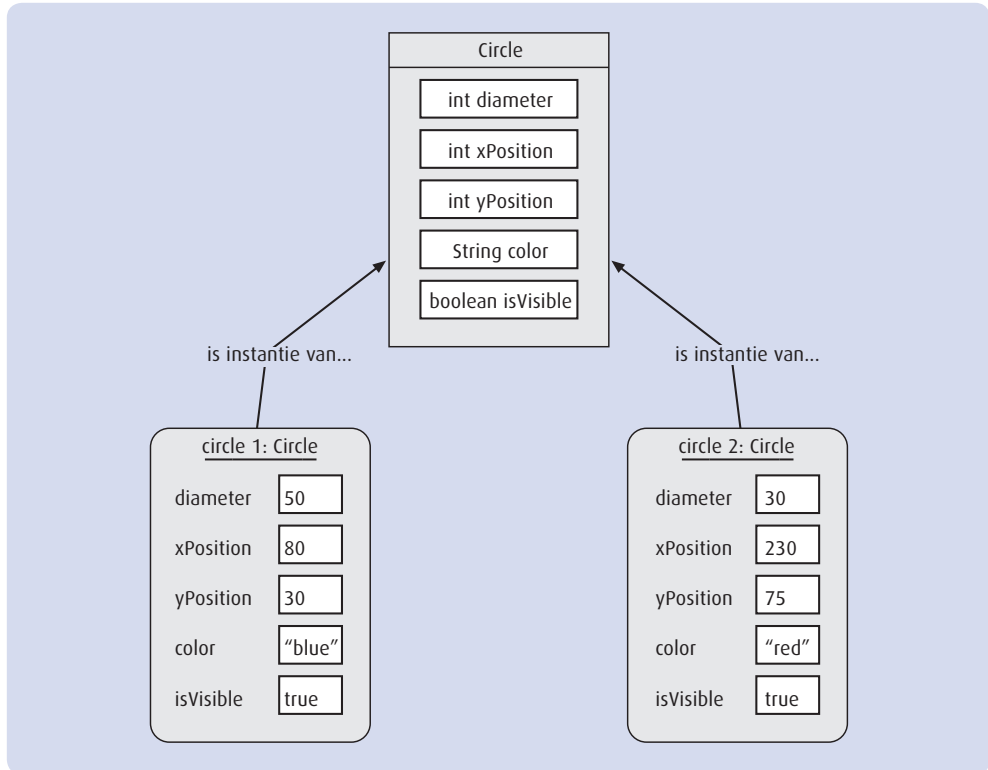 Circle
int diameter
int xPosition
int yPosition
String color
boolean isVisible
is instantie van...
is instantie van...
circle 1: Circle
diameter 50
xPosition 80
yPosition 30
color “blue”
isVisible true
circle 2: Circle
diameter 30
xPosition 230
yPosition 75
color “red”
isVisible true